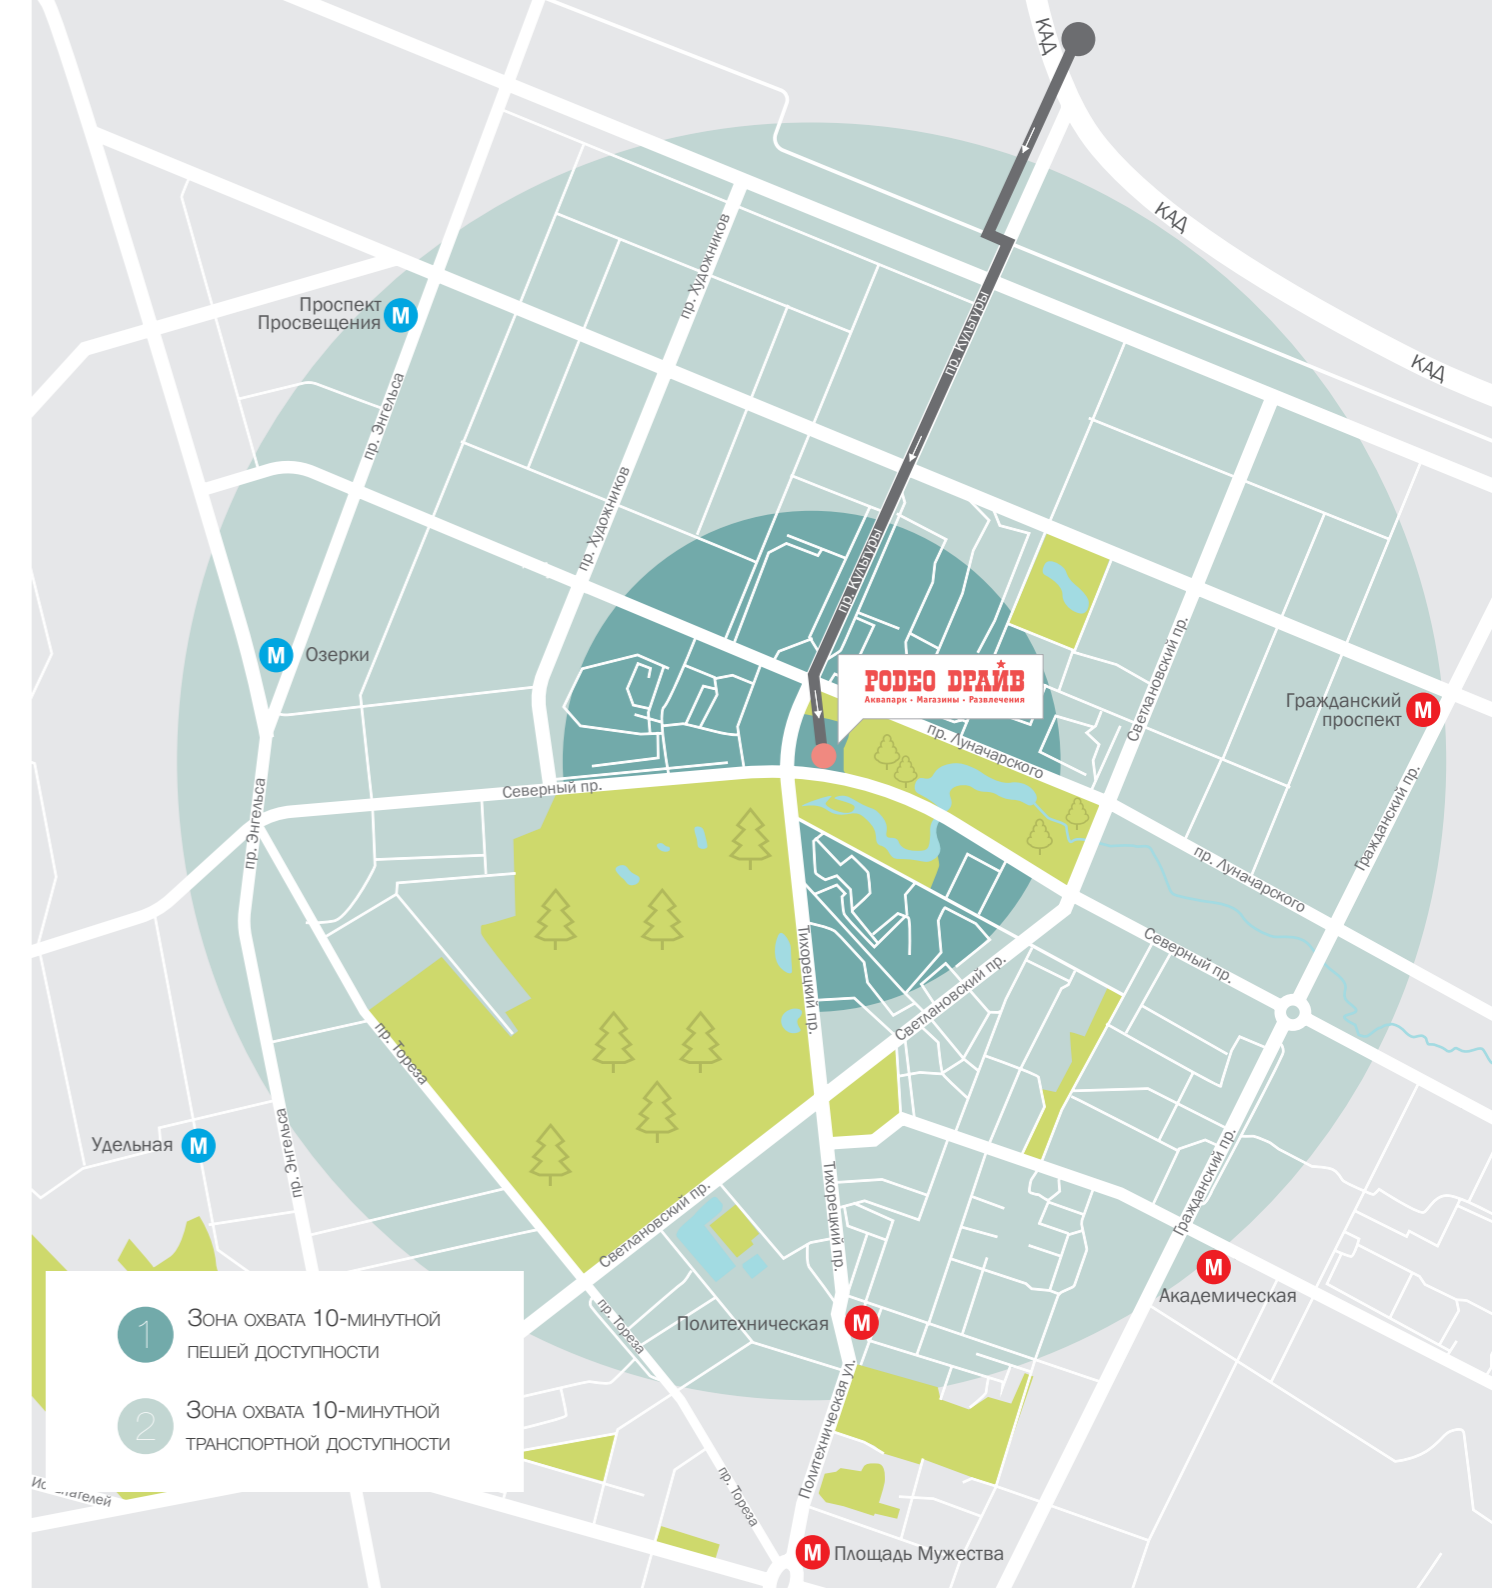 КАД
КАД
КАД
пр. Художников
Проспект
Просвещения
М
пр. Культуры
пр. Энгельса
пр. Художников
пр. Культуры
М
Озерки
РОDЕО DРАЙВ
Аквапарк • Магазины • Развлечения
Светлановский пр.
Гражданский
проспект
М
пр. Луначарского
Северный пр.
пр. Энгельса
Гражданский пр.
пр. Луначарского
Тихорецкий пр.
Северный пр.
Светлановский пр.
пр. Тореза
Удельная
М
пр. Энгельса
Тихорецкий пр.
Гражданский пр.
Светлановский пр.
М
Академическая
Политехническая
М
пр. Тореза
1
Зона охвата 10-минутной
пешей доступности
2
Зона охвата 10-минутной
транспортной доступности
Политехническая ул.
пр. Тореза
М
Площадь Мужества